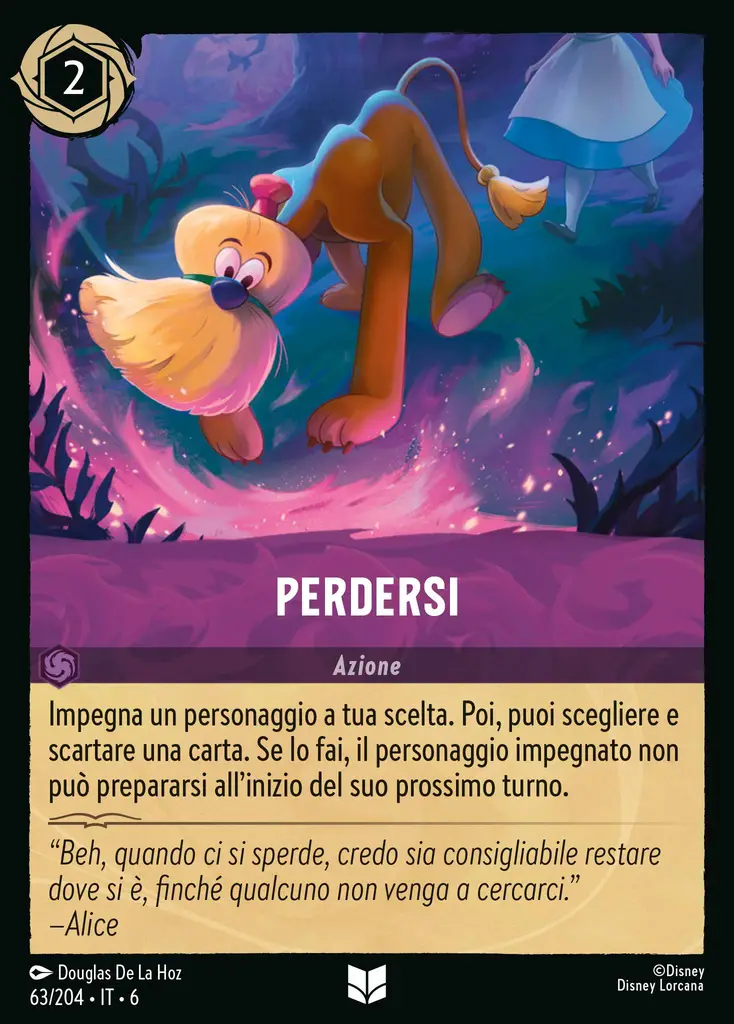 2
PERDERSI
Azione
Impegna un personaggio a tua scelta. Poi, puoi scegliere e
scartare una carta. Se lo fai, il personaggio impegnato non
può prepararsi all’inizio del suo prossimo turno.
“Beh, quando ci si sperde, credo sia consigliabile restare
dove si è, finché qualcuno non venga a cercarci.”
–Alice
Douglas De La Hoz
63/204 • IT • 6
©Disney
Disney Lorcana